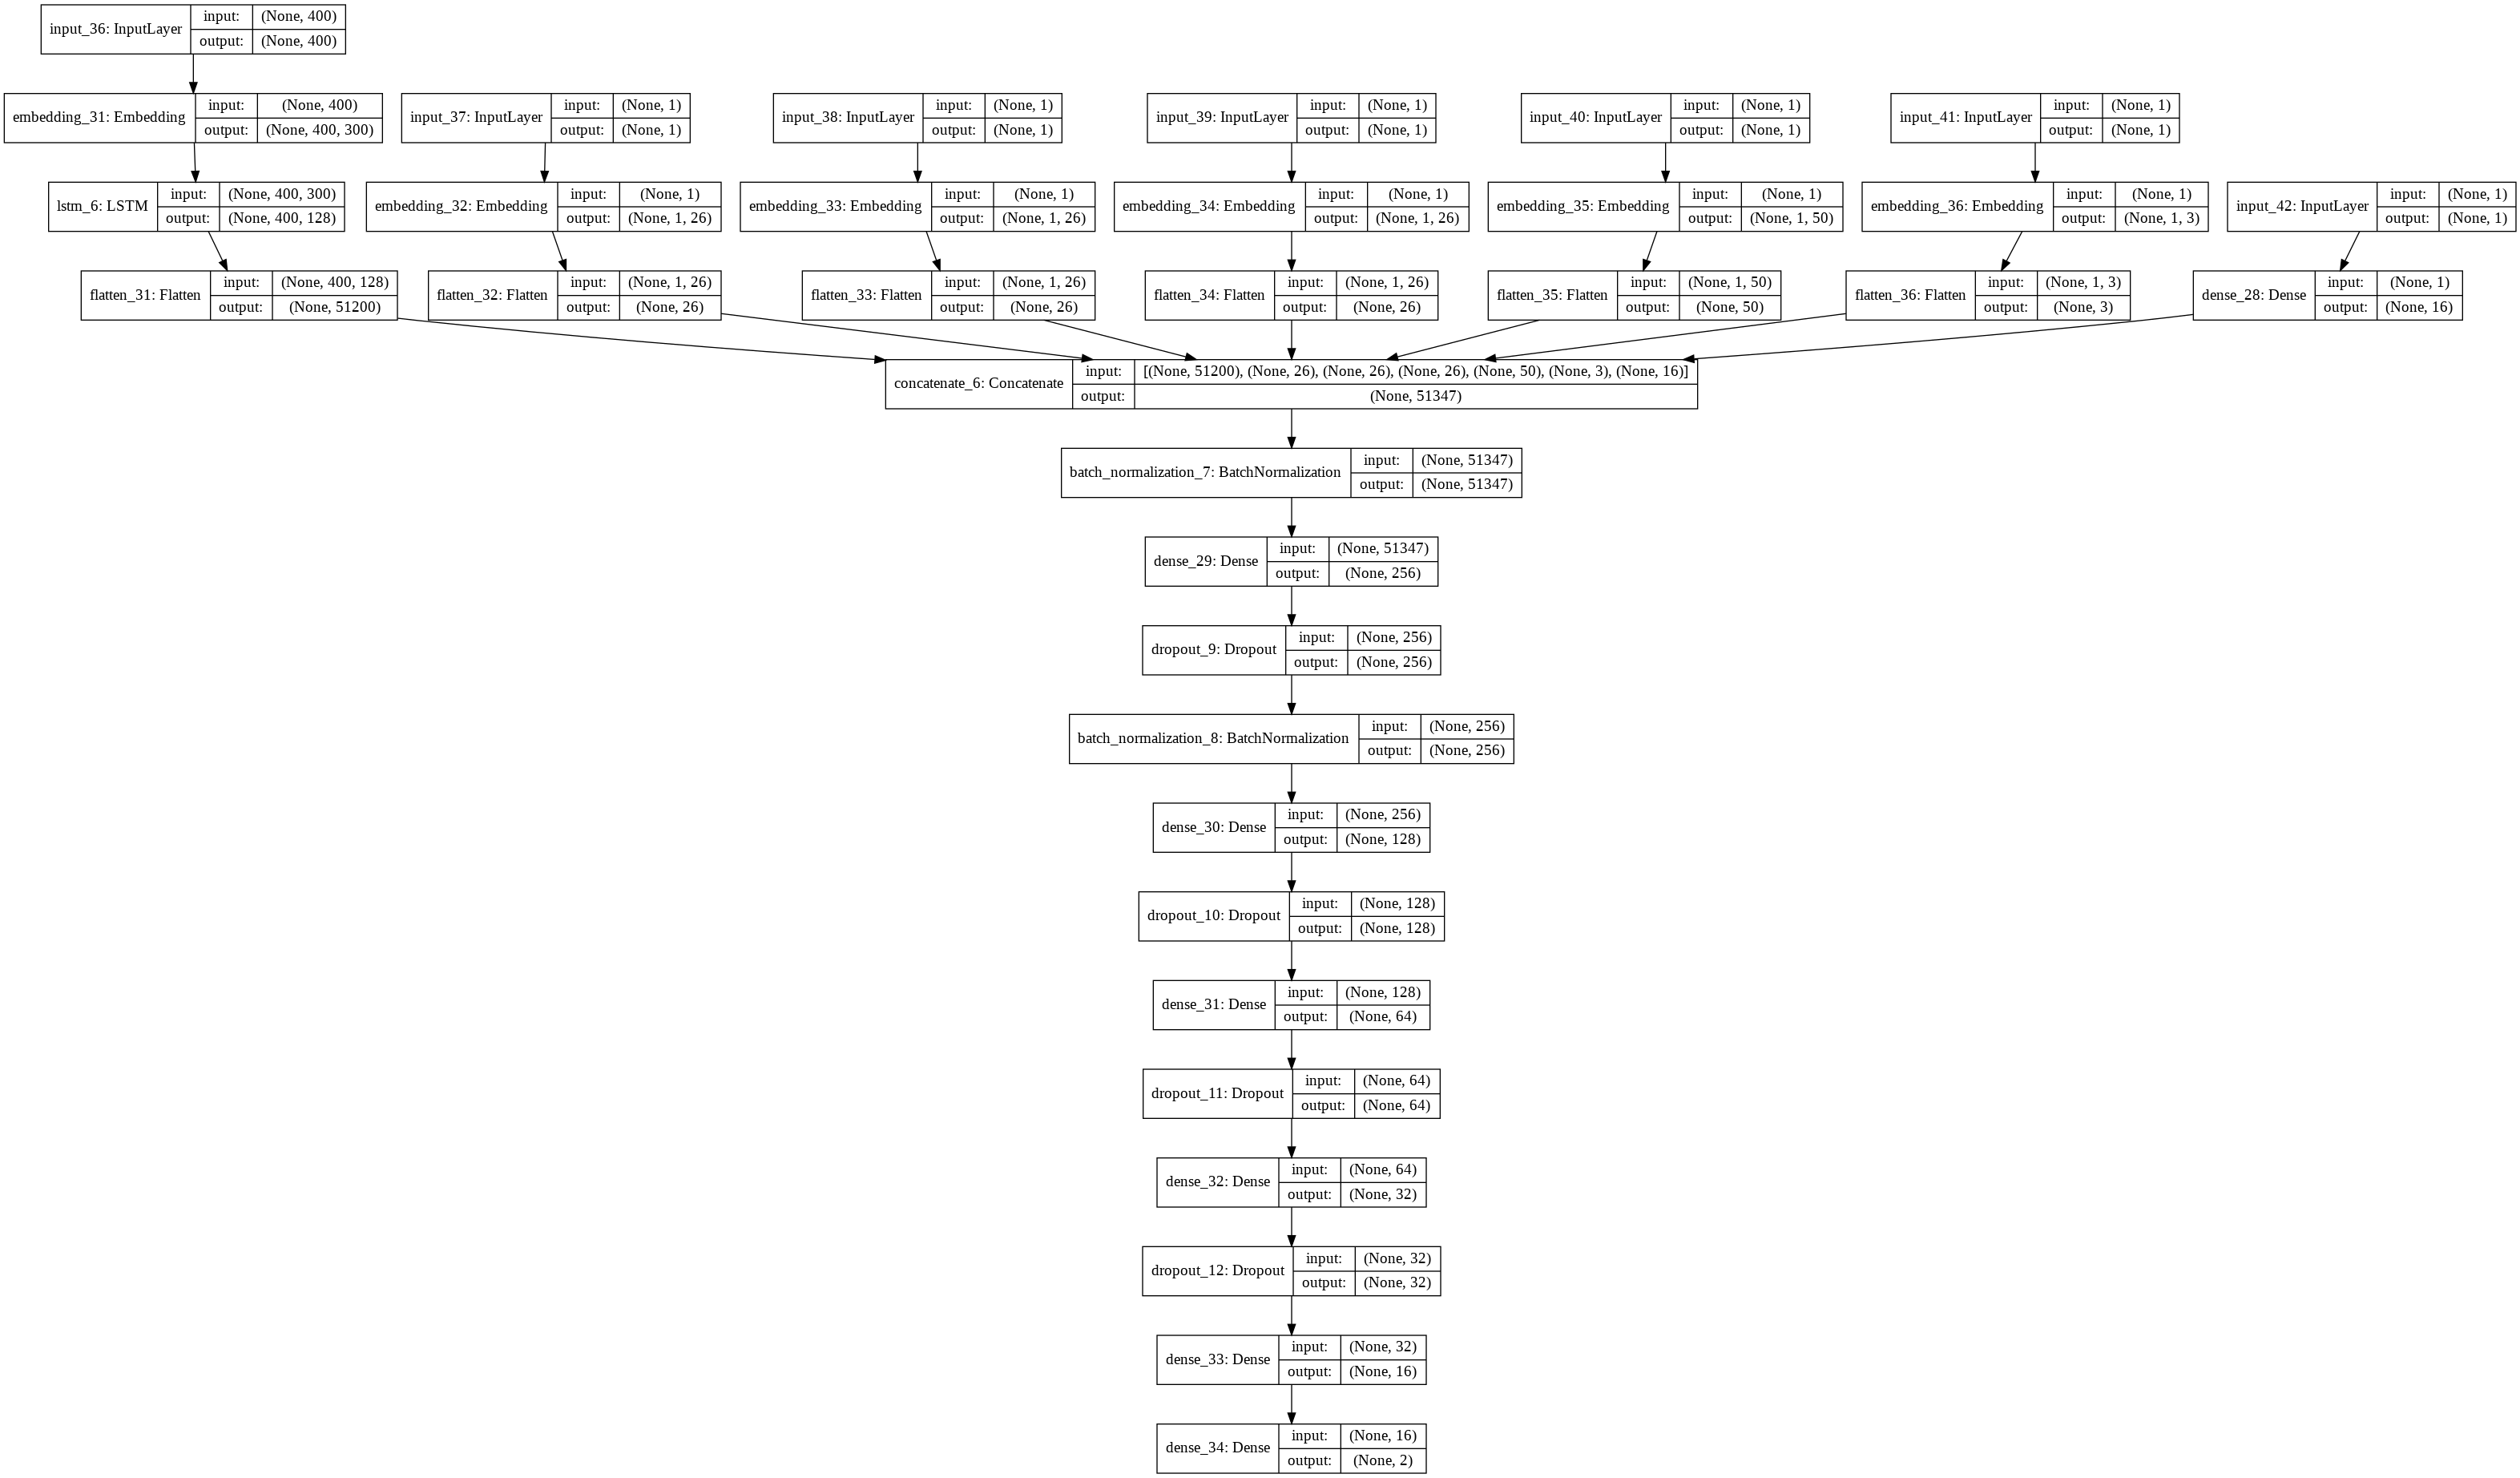 input_36: InputLayer input: (None, 400)
output: (None, 400)
embedding_31: Embedding input: (None, 400)
output: (None, 400, 300)
input_37: InputLayer input: (None, 1)
output: (None, 1)
input_38: InputLayer input: (None, 1)
output: (None, 1)
input_39: InputLayer input: (None, 1)
output: (None, 1)
input_40: InputLayer input: (None, 1)
output: (None, 1)
input_41: InputLayer input: (None, 1)
output: (None, 1)
lstm_6: LSTM input: (None, 400, 300)
output: (None, 400, 128)
embedding_32: Embedding input: (None, 1)
output: (None, 1, 26)
embedding_33: Embedding input: (None, 1)
output: (None, 1, 26)
embedding_34: Embedding input: (None, 1)
output: (None, 1, 26)
embedding_35: Embedding input: (None, 1)
output: (None, 1, 50)
embedding_36: Embedding input: (None, 1)
output: (None, 1, 3)
input_42: InputLayer input: (None, 1)
output: (None, 1)
flatten_31: Flatten input: (None, 400, 128)
output: (None, 51200)
flatten_32: Flatten input: (None, 1, 26)
output: (None, 26)
flatten_33: Flatten input: (None, 1, 26)
output: (None, 26)
flatten_34: Flatten input: (None, 1, 26)
output: (None, 26)
flatten_35: Flatten input: (None, 1, 50)
output: (None, 50)
flatten_36: Flatten input: (None, 1, 3)
output: (None, 3)
dense_28: Dense input: (None, 1)
output: (None, 16)
concatenate_6: Concatenate input: [(None, 51200), (None, 26), (None, 26), (None, 26), (None, 50), (None, 3), (None, 16)]
output: (None, 51347)
batch_normalization_7: BatchNormalization input: (None, 51347)
output: (None, 51347)
dense_29: Dense input: (None, 51347)
output: (None, 256)
dropout_9: Dropout input: (None, 256)
output: (None, 256)
batch_normalization_8: BatchNormalization input: (None, 256)
output: (None, 256)
dense_30: Dense input: (None, 256)
output: (None, 128)
dropout_10: Dropout input: (None, 128)
output: (None, 128)
dense_31: Dense input: (None, 128)
output: (None, 64)
dropout_11: Dropout input: (None, 64)
output: (None, 64)
dense_32: Dense input: (None, 64)
output: (None, 32)
dropout_12: Dropout input: (None, 32)
output: (None, 32)
dense_33: Dense input: (None, 32)
output: (None, 16)
dense_34: Dense input: (None, 16)
output: (None, 2)